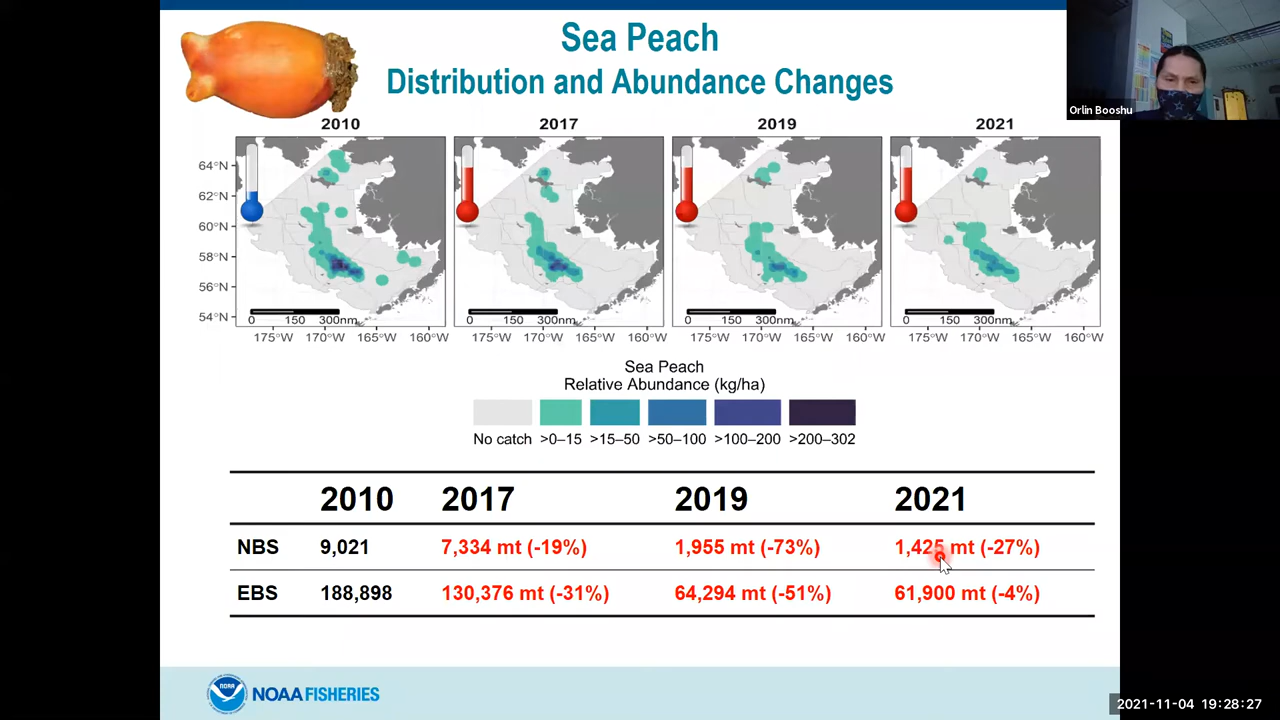 Sea Peach
Distribution and Abundance Changes
Orlin Booshu
2010 2017 2019 2021
64°N
62°N
60°N
58°N
56°N
54°N
0 150 300nm 0 150 300nm 0 150 300nm 0 150 300nm
175°W 170°W 165°W 160°W 175°W 170°W 165°W 160°W 175°W 170°W 165°W 160°W 175°W 170°W 165°W 160°W
Sea Peach
Relative Abundance (kg/ha)
No catch >0–15 >15–50 >50–100 >100–200 >200–302
2010 2017 2019 2021
NBS 9,021 7,334 mt (-19%) 1,955 mt (-73%) 1,425 mt (-27%)
EBS 188,898 130,376 mt (-31%) 64,294 mt (-51%) 61,900 mt (-4%)
NOAA
NOAA FISHERIES
2021-11-04 19:28:27